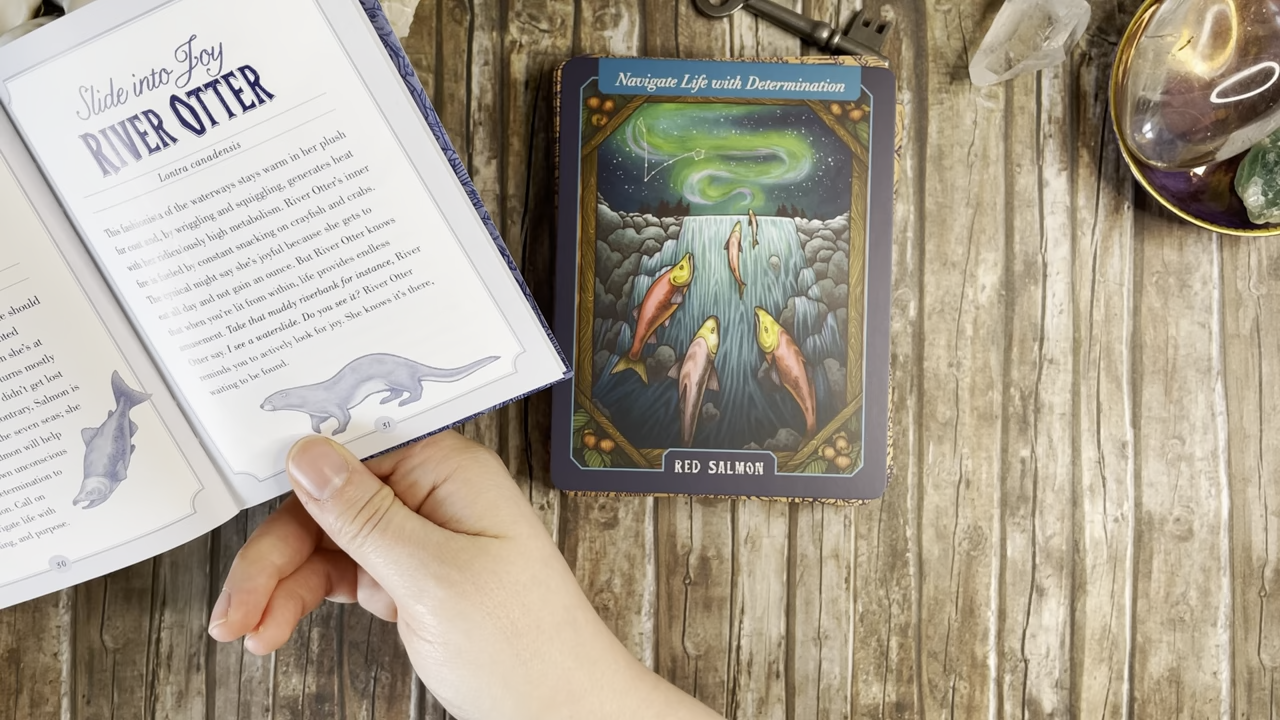 e should
nted
n she's at
urns mostly
didn't get lost
ontrary, Salmon is
he seven seas; she
lmon will help
own unconscious
etermination to
on. Call on
igate life with
ing, and purpose.
30
Slide into Joy
RIVER OTTER
Lontra canadensis
This fashionista of the waterways stays warm in her plush
fur coat and, by wriggling and squiggling, generates heat
with her ridiculously high metabolism. River Otter's inner
fire is fueled by constant snacking on crayfish and crabs.
The cynical might say she's joyful because she gets to
eat all day and not gain an ounce. But River Otter knows
that when you're lit from within, life provides endless
amusement. Take that muddy riverbank for instance, River
Otter say. I see a waterslide. Do you see it? River Otter
reminds you to actively look for joy. She knows it's there,
waiting to be found.
31
Navigate Life with Determination
RED SALMON